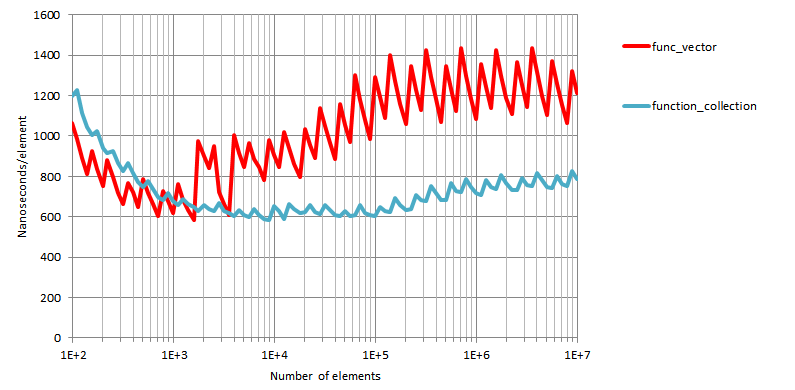 1600
1400
1200
1000
800
600
400
200
0
Nanoseconds/element
1E+2 1E+3 1E+4 1E+5 1E+6 1E+7
Number of elements
func_vector
function_collection